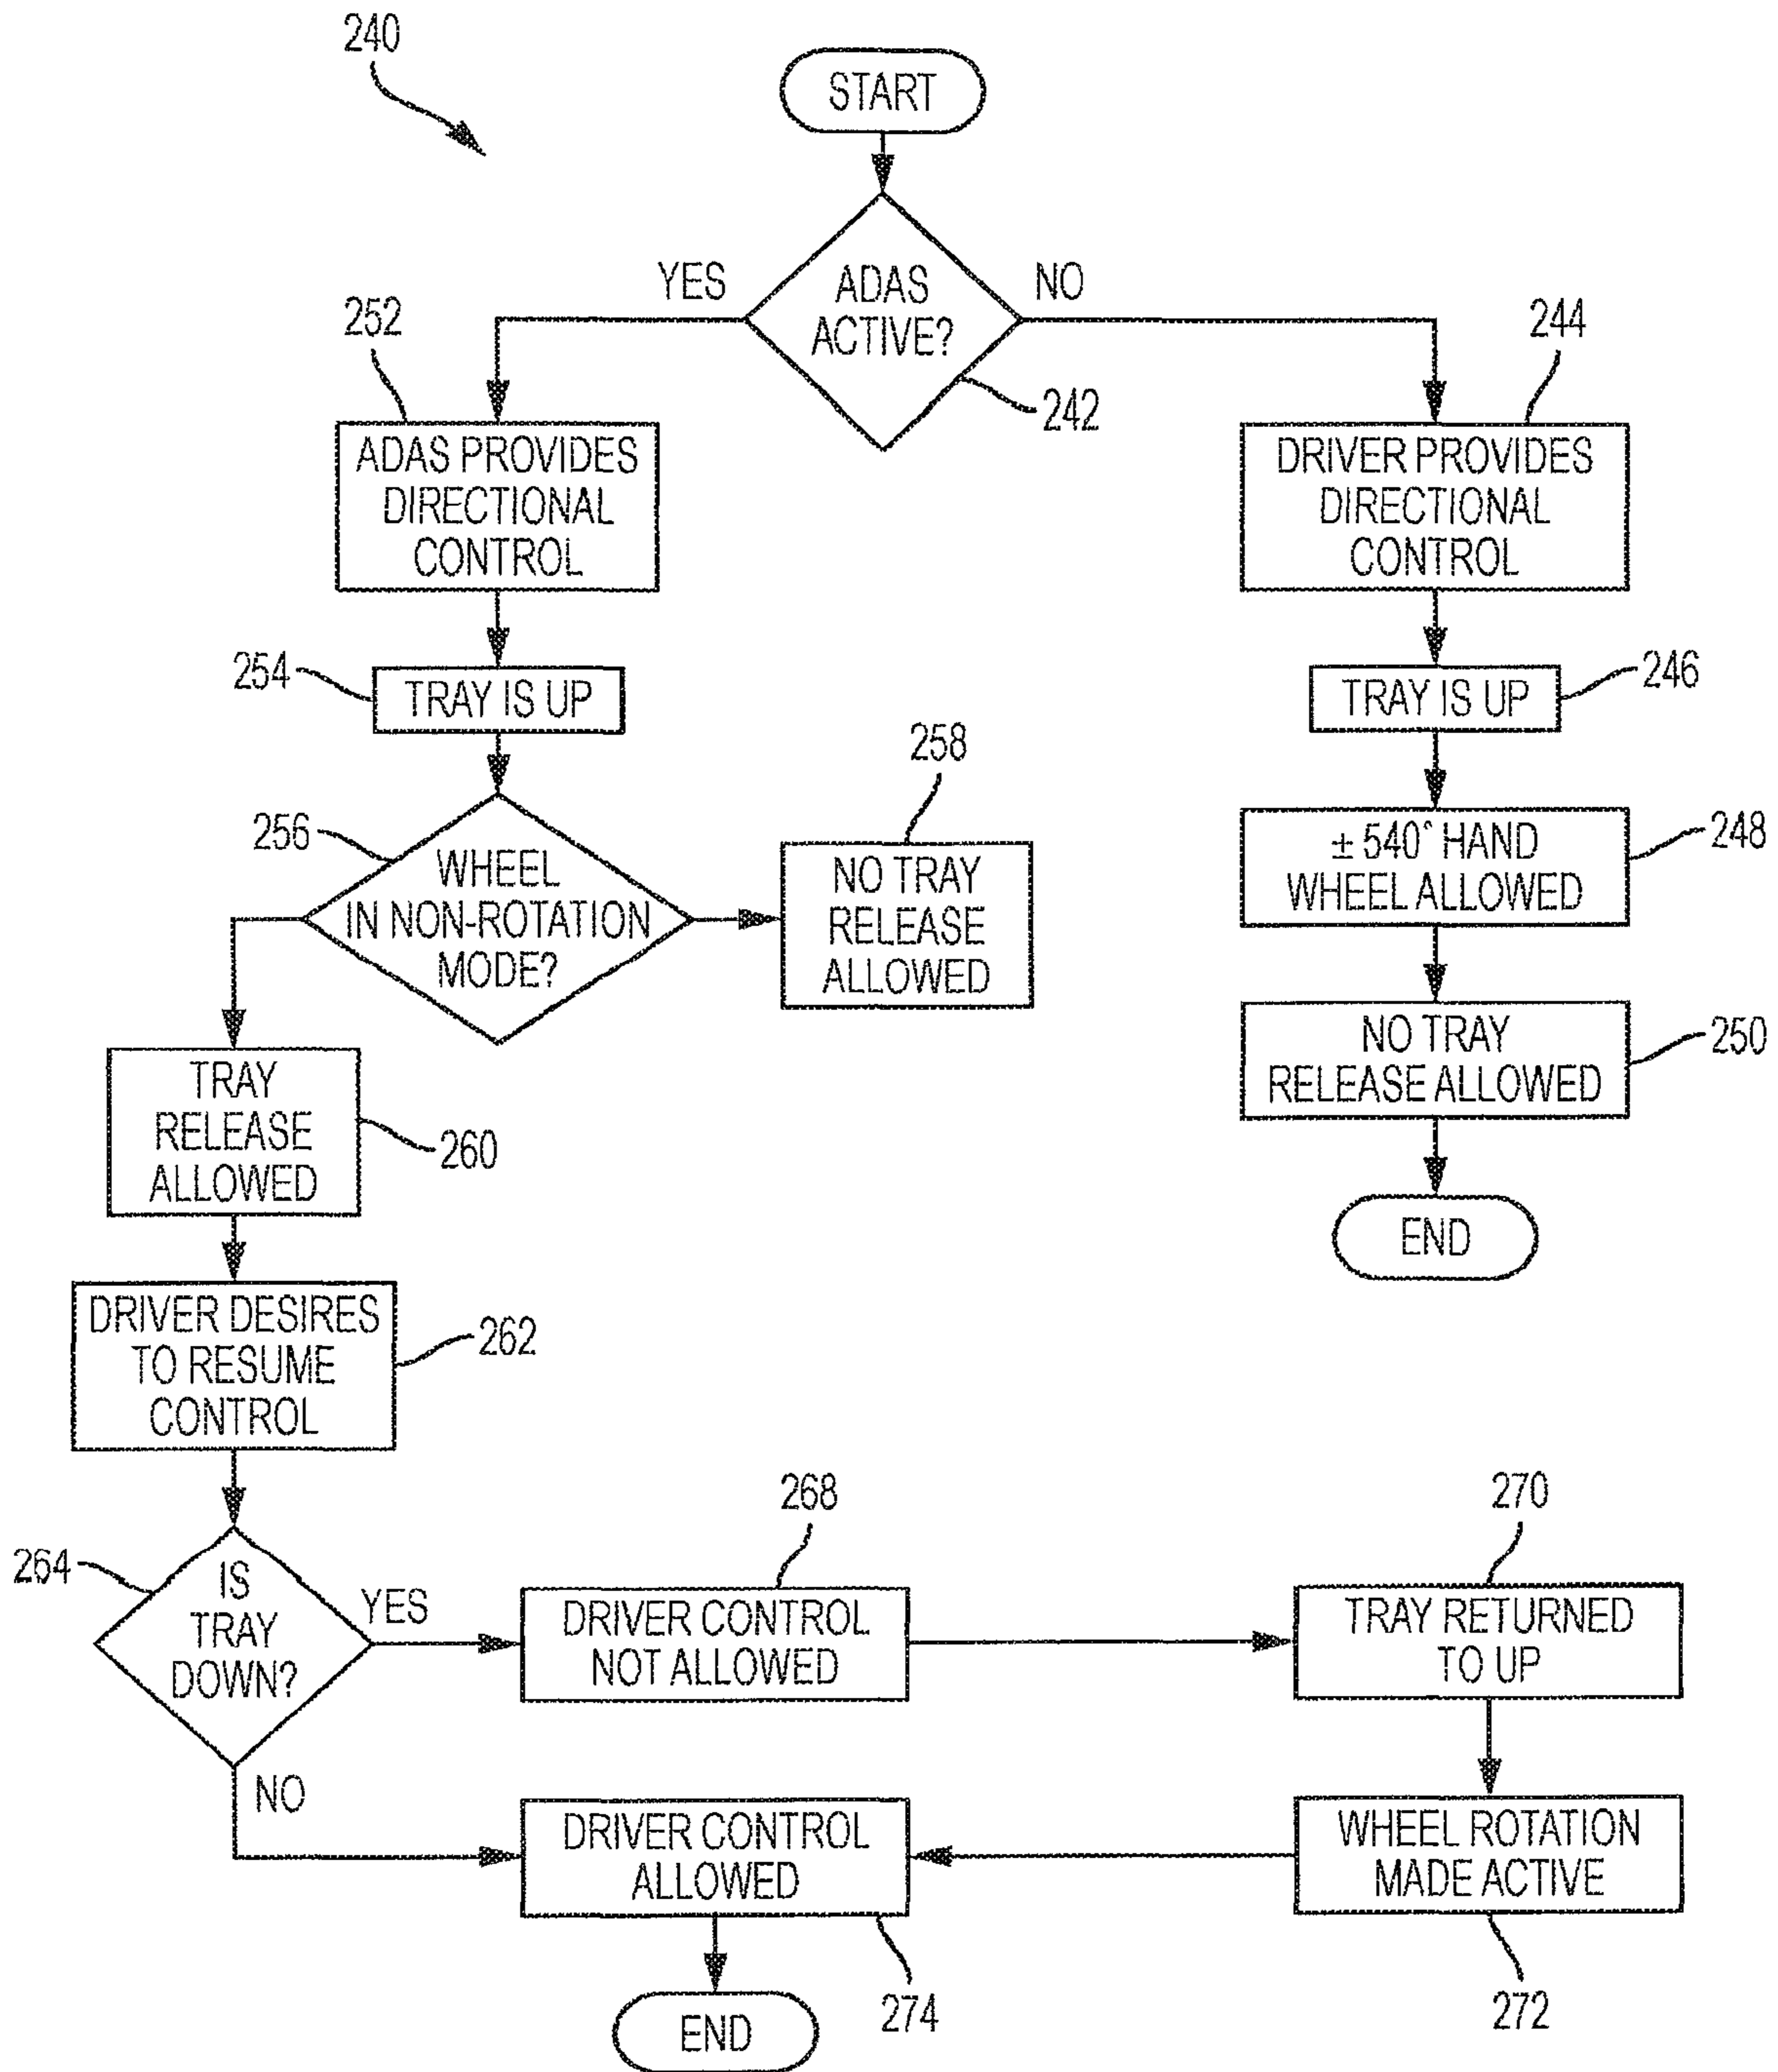 240
START
YES
ADAS
ACTIVE?
NO
242
252
ADAS PROVIDES
DIRECTIONAL
CONTROL
244
DRIVER PROVIDES
DIRECTIONAL
CONTROL
254
TRAY IS UP
246
TRAY IS UP
256
WHEEL
IN NON-ROTATION
MODE?
258
NO TRAY
RELEASE
ALLOWED
248
± 540° HAND
WHEEL ALLOWED
250
NO TRAY
RELEASE ALLOWED
END
260
TRAY
RELEASE
ALLOWED
262
DRIVER DESIRES
TO RESUME
CONTROL
264
IS
TRAY
DOWN?
YES
268
DRIVER CONTROL
NOT ALLOWED
270
TRAY RETURNED
TO UP
NO
DRIVER CONTROL
ALLOWED
274
WHEEL ROTATION
MADE ACTIVE
272
END